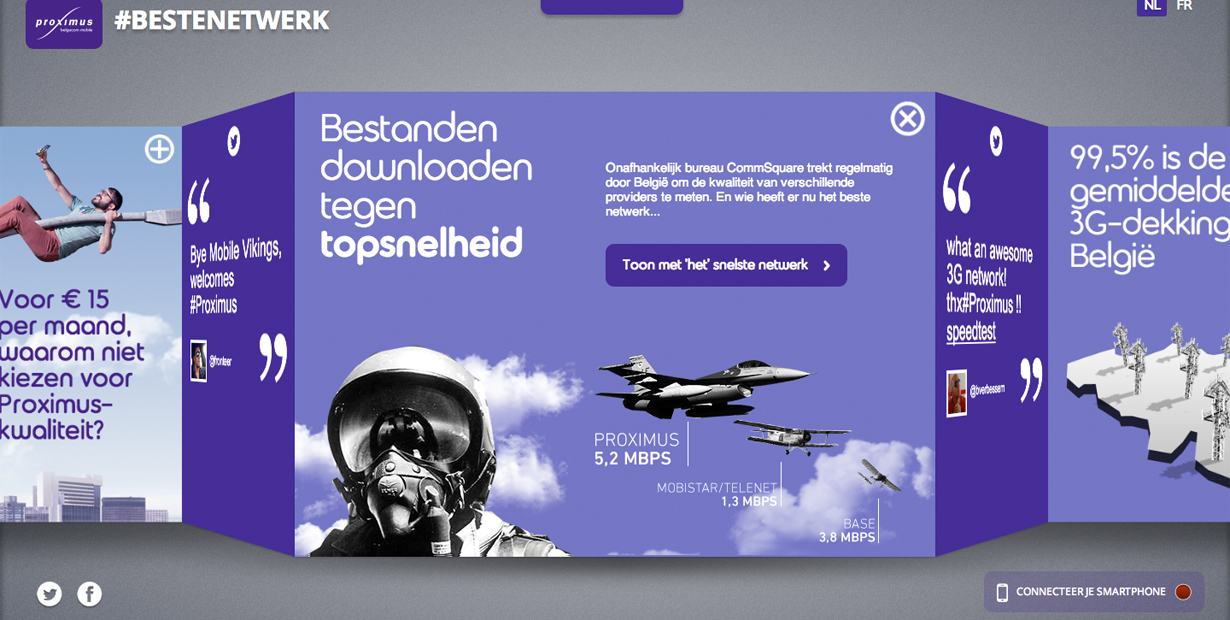 proximus
belgacom mobile
#BESTENETWERK
NL FR
Voor € 15
per maand,
waarom niet
kiezen voor
Proximus-
kwaliteit?
“
Bye Mobile Vikings,
welcomes
#Proximus
@fronteer
”
Bestanden
downloaden
tegen
topsnelheid
Onafhankelijk bureau CommSquare trekt regelmatig
door België om de kwaliteit van verschillende
providers te meten. En wie heeft er nu het beste
netwerk...
Toon met 'het' snelste netwerk
PROXIMUS
5,2 MBPS
MOBISTAR/TELENET
1,3 MBPS
BASE
3,8 MBPS
“
what an awesome
3G network!
thx#Proximus !!
speedtest
@bverbessem
”
99,5% is de
gemiddelde
3G-dekking
België
CONNECTEER JE SMARTPHONE